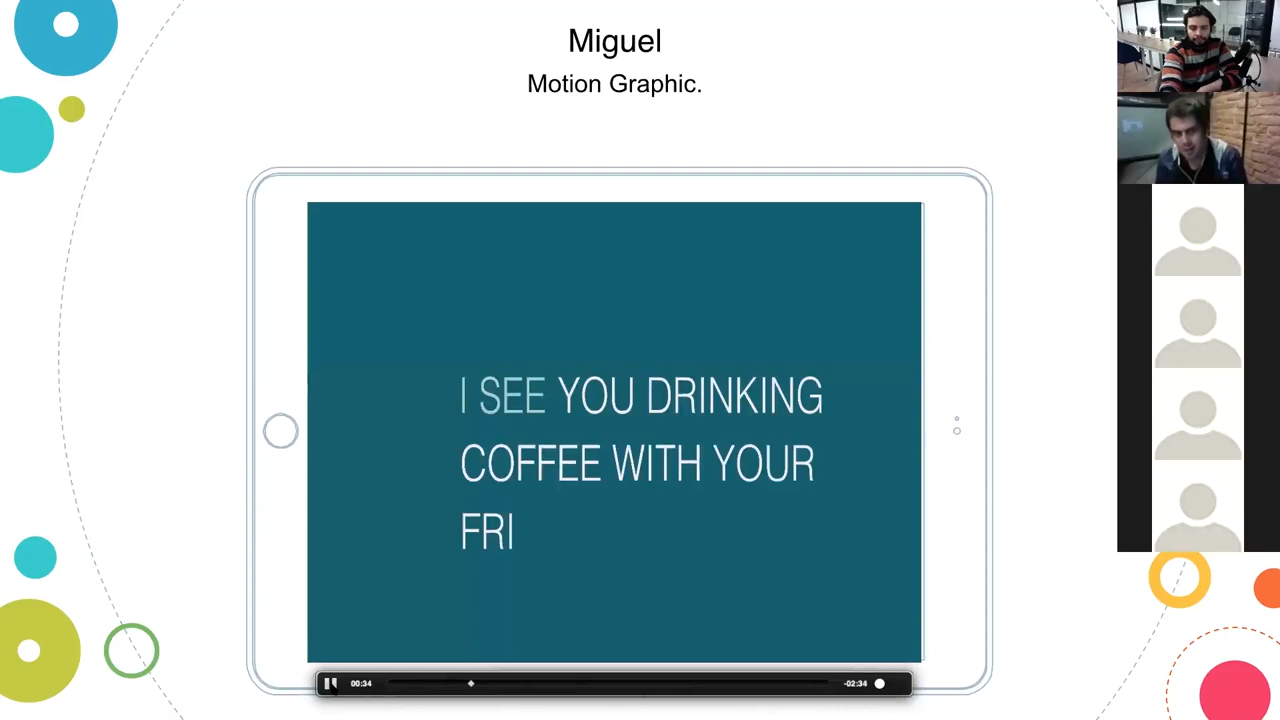 Miguel
Motion Graphic.
I SEE YOU DRINKING
COFFEE WITH YOUR
FRI
00:34
-02:34